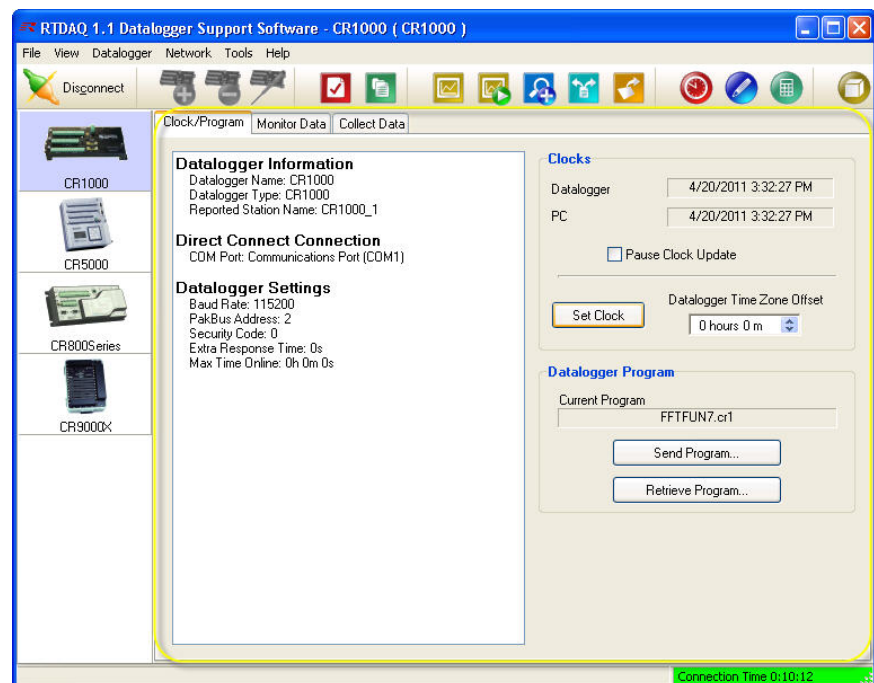 RTDAQ 1.1 Datalogger Support Software - CR1000 ( CR1000 )
File View Datalogger Network Tools Help
Disconnect
CR1000
CR5000
CR800Series
CR9000X
Clock/Program Monitor Data Collect Data
Datalogger Information
Datalogger Name: CR1000
Datalogger Type: CR1000
Reported Station Name: CR1000_1
Direct Connect Connection
COM Port: Communications Port (COM1)
Datalogger Settings
Baud Rate: 115200
PakBus Address: 2
Security Code: 0
Extra Response Time: 0s
Max Time Online: 0h 0m 0s
Clocks
Datalogger 4/20/2011 3:32:27 PM
PC 4/20/2011 3:32:27 PM
Pause Clock Update
Set Clock
Datalogger Time Zone Offset
0 hours 0 m
Datalogger Program
Current Program
FFTFUN7.cr1
Send Program...
Retrieve Program...
Connection Time 0:10:12